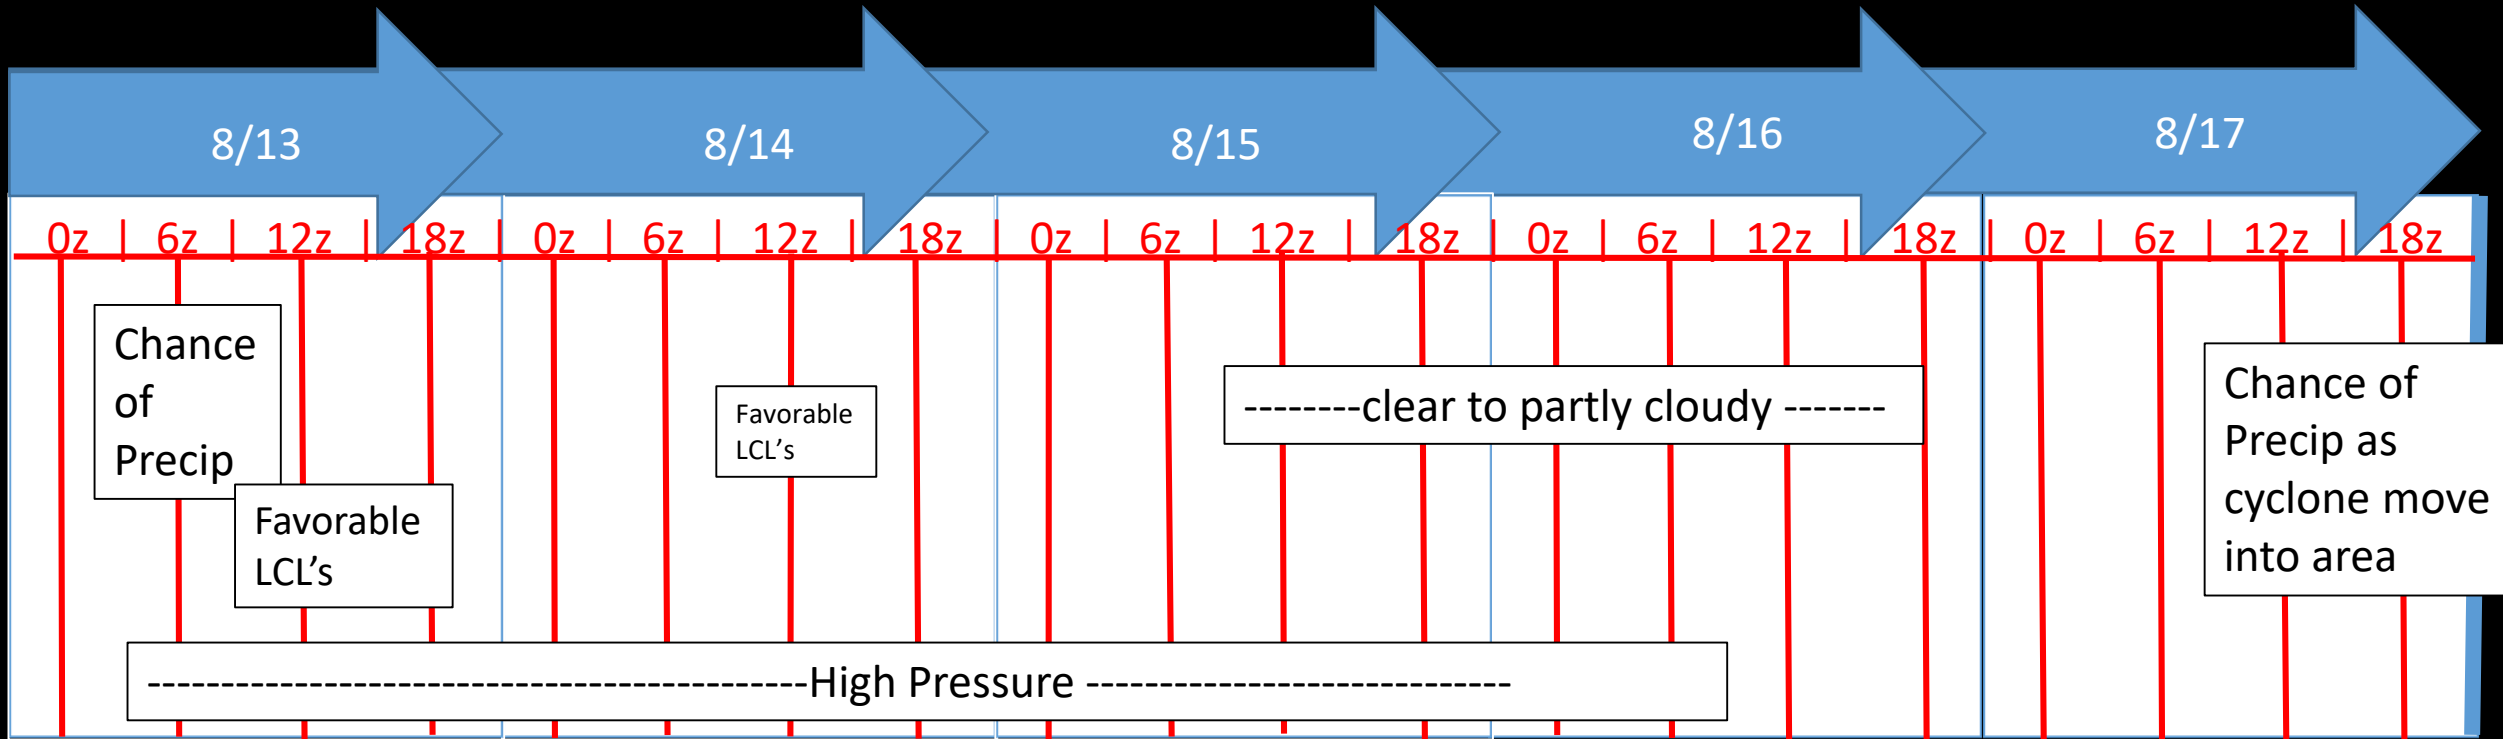 8/13 8/14 8/15 8/16 8/17
0z | 6z | 12z | 18z | 0z | 6z | 12z | 18z | 0z | 6z | 12z | 18z | 0z | 6z | 12z | 18z | 0z | 6z | 12z | 18z
Chance
of
Precip
Favorable
LCL's
Favorable
LCL's
--------clear to partly cloudy -------
Chance of
Precip as
cyclone move
into area
---------------------------------------------High Pressure -----------------------------